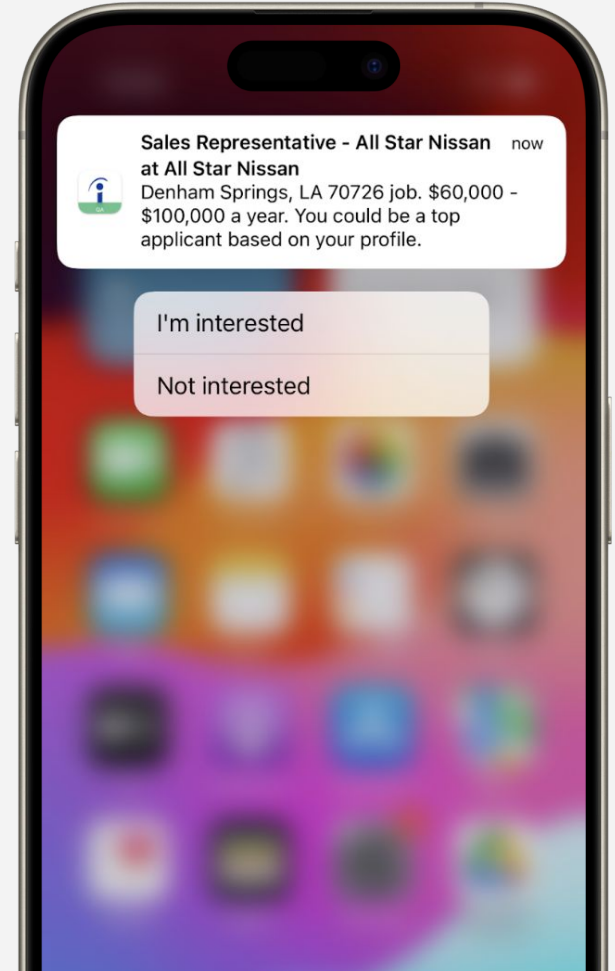 Sales Representative - All Star Nissan now
at All Star Nissan
Denham Springs, LA 70726 job. $60,000 -
$100,000 a year. You could be a top
applicant based on your profile.
QA
I'm interested
Not interested